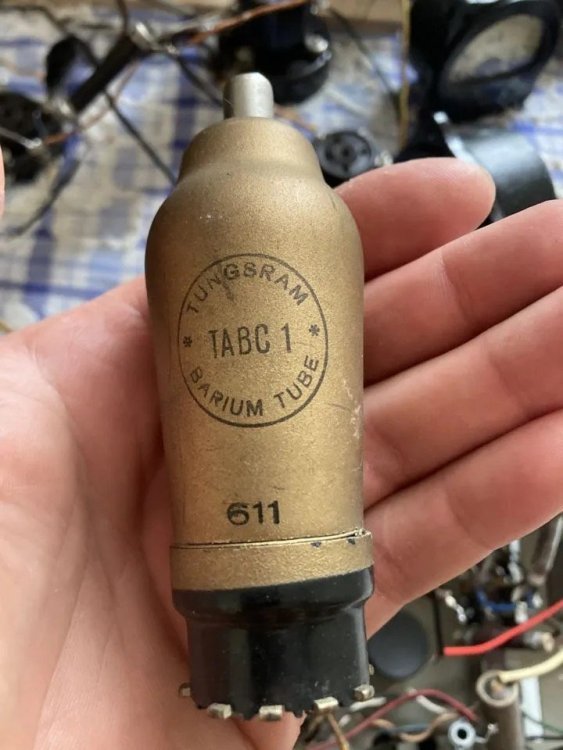 TUNGSRAM
* TABC 1 *
BARIUM TUBE
611